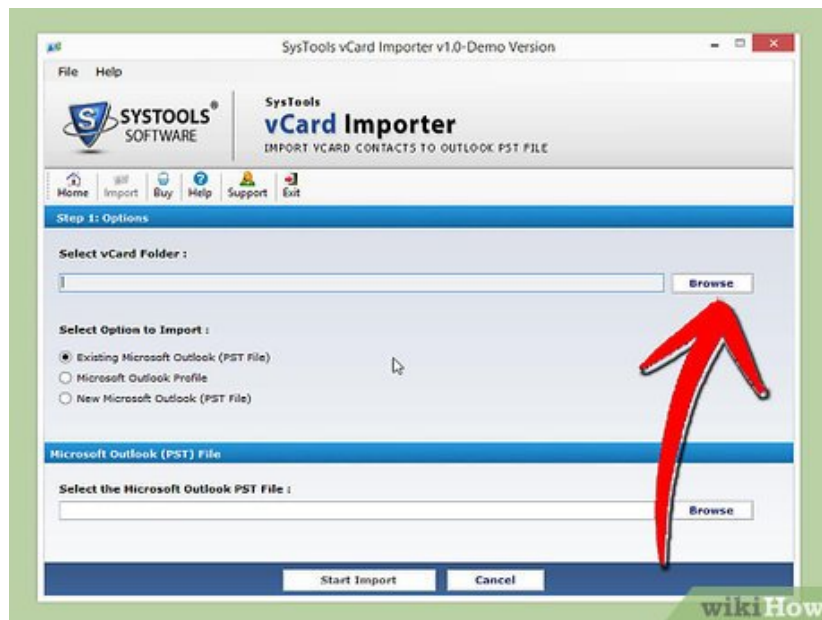 SysTools vCard Importer v1.0-Demo Version
File Help
SYSTOOLS®
SOFTWARE
SysTools
vCard Importer
IMPORT VCARD CONTACTS TO OUTLOOK PST FILE
Home Import Buy Help Support Exit
Step 1: Options
Select vCard Folder :
Browse
Select Option to Import :
Existing Microsoft Outlook (PST File)
Microsoft Outlook Profile
New Microsoft Outlook (PST File)
Microsoft Outlook (PST) File
Select the Microsoft Outlook PST File :
Browse
Start Import Cancel
wikiHow